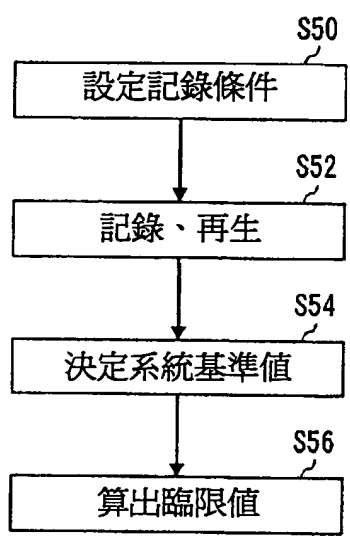 S50
設定記錄條件
S52
記錄、再生
S54
決定系統基準值
S56
算出臨限值